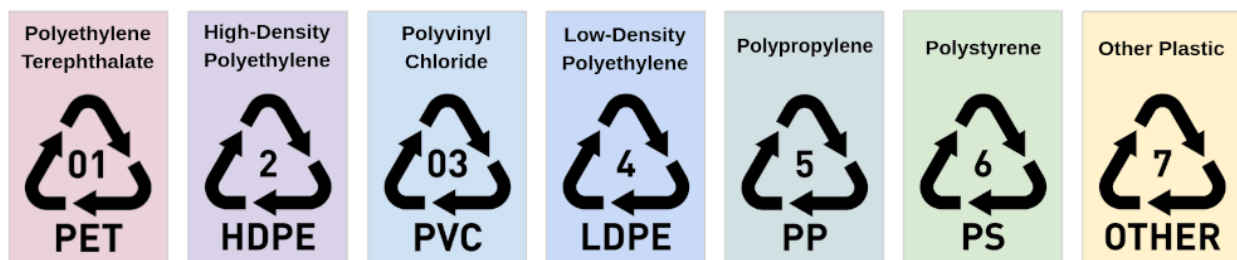 Polyethylene
Terephthalate
01
PET
High-Density
Polyethylene
2
HDPE
Polyvinyl
Chloride
03
PVC
Low-Density
Polyethylene
4
LDPE
Polypropylene
5
PP
Polystyrene
6
PS
Other Plastic
7
OTHER